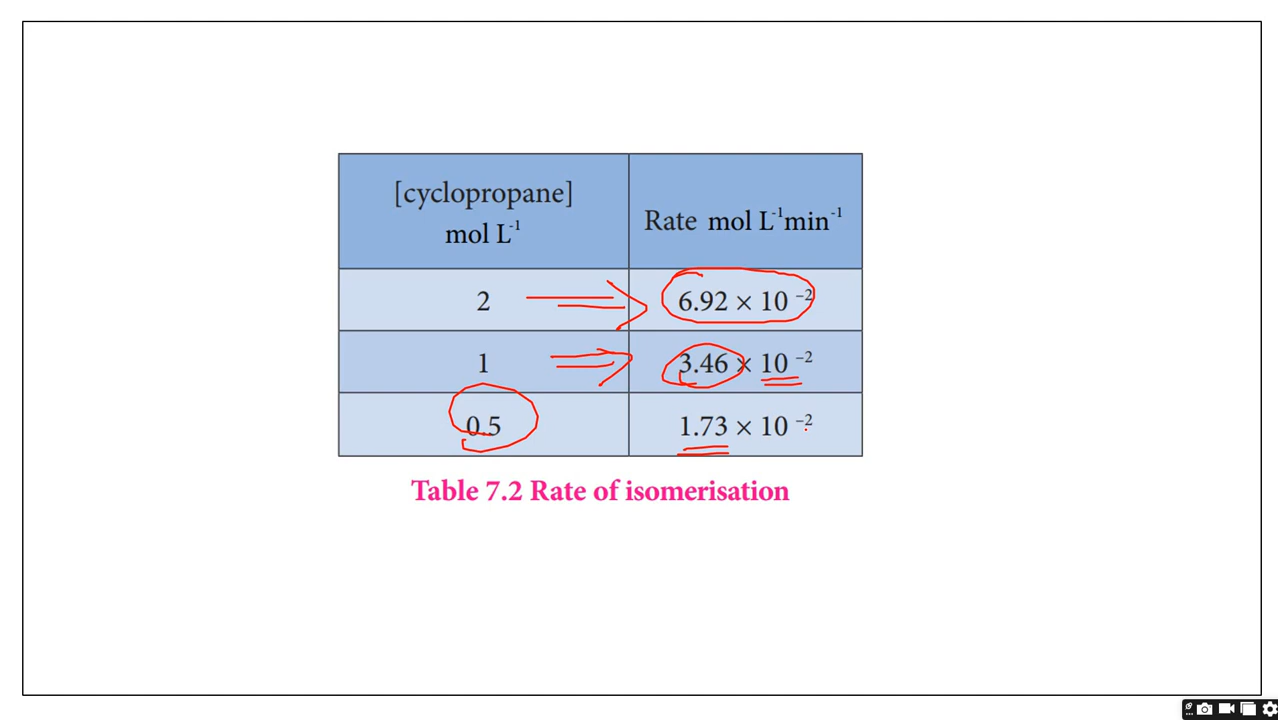 [cyclopropane]
mol L⁻¹
Rate mol L⁻¹min⁻¹
2
6.92 × 10 ⁻²
1
3.46 × 10 ⁻²
0.5
1.73 × 10 ⁻²
Table 7.2 Rate of isomerisation